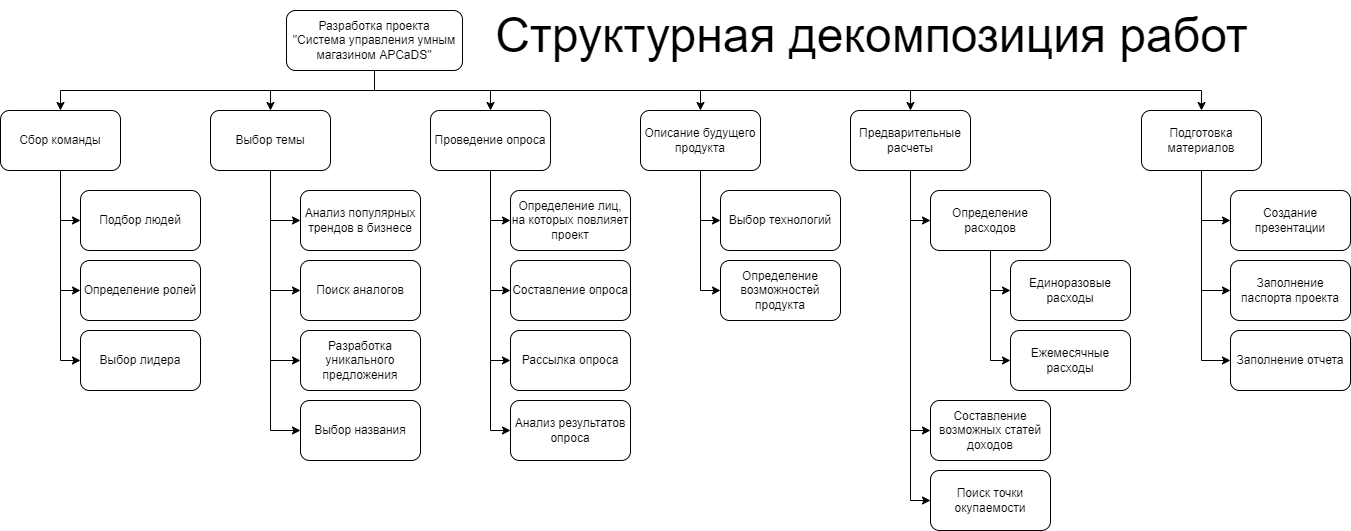 Разработка проекта
"Система управления умным
магазином APCaDS"
Структурная декомпозиция работ
Сбор команды
Подбор людей
Определение ролей
Выбор лидера
Выбор темы
Анализ популярных
трендов в бизнесе
Поиск аналогов
Разработка
уникального
предложения
Выбор названия
Проведение опроса
Определение лиц,
на которых повлияет
проект
Составление опроса
Рассылка опроса
Анализ результатов
опроса
Описание будущего
продукта
Выбор технологий
Определение
возможностей
продукта
Предварительные
расчеты
Определение
расходов
Единоразовые
расходы
Ежемесячные
расходы
Составление
возможных статей
доходов
Поиск точки
окупаемости
Подготовка
материалов
Создание
презентации
Заполнение
паспорта проекта
Заполнение отчета